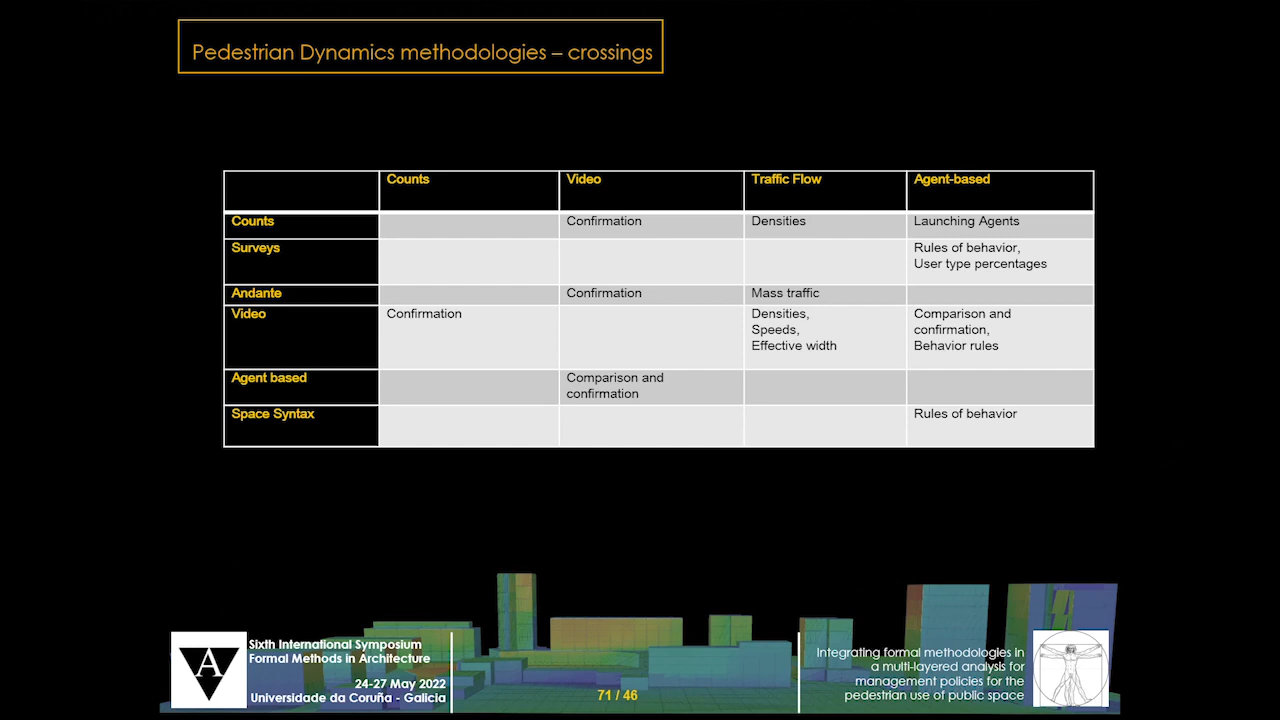 Pedestrian Dynamics methodologies – crossings
Counts Video Traffic Flow Agent-based
Counts Confirmation Densities Launching Agents
Surveys Rules of behavior,
User type percentages
Andante Confirmation Mass traffic
Video Confirmation Densities, Comparison and
Speeds, confirmation,
Effective width Behavior rules
Agent based Comparison and
confirmation
Space Syntax Rules of behavior
A
Sixth International Symposium
Formal Methods in Architecture
24-27 May 2022
Universidade da Coruña - Galicia
71 / 46
Integrating formal methodologies in
a multi-layered analysis for
management policies for the
pedestrian use of public space